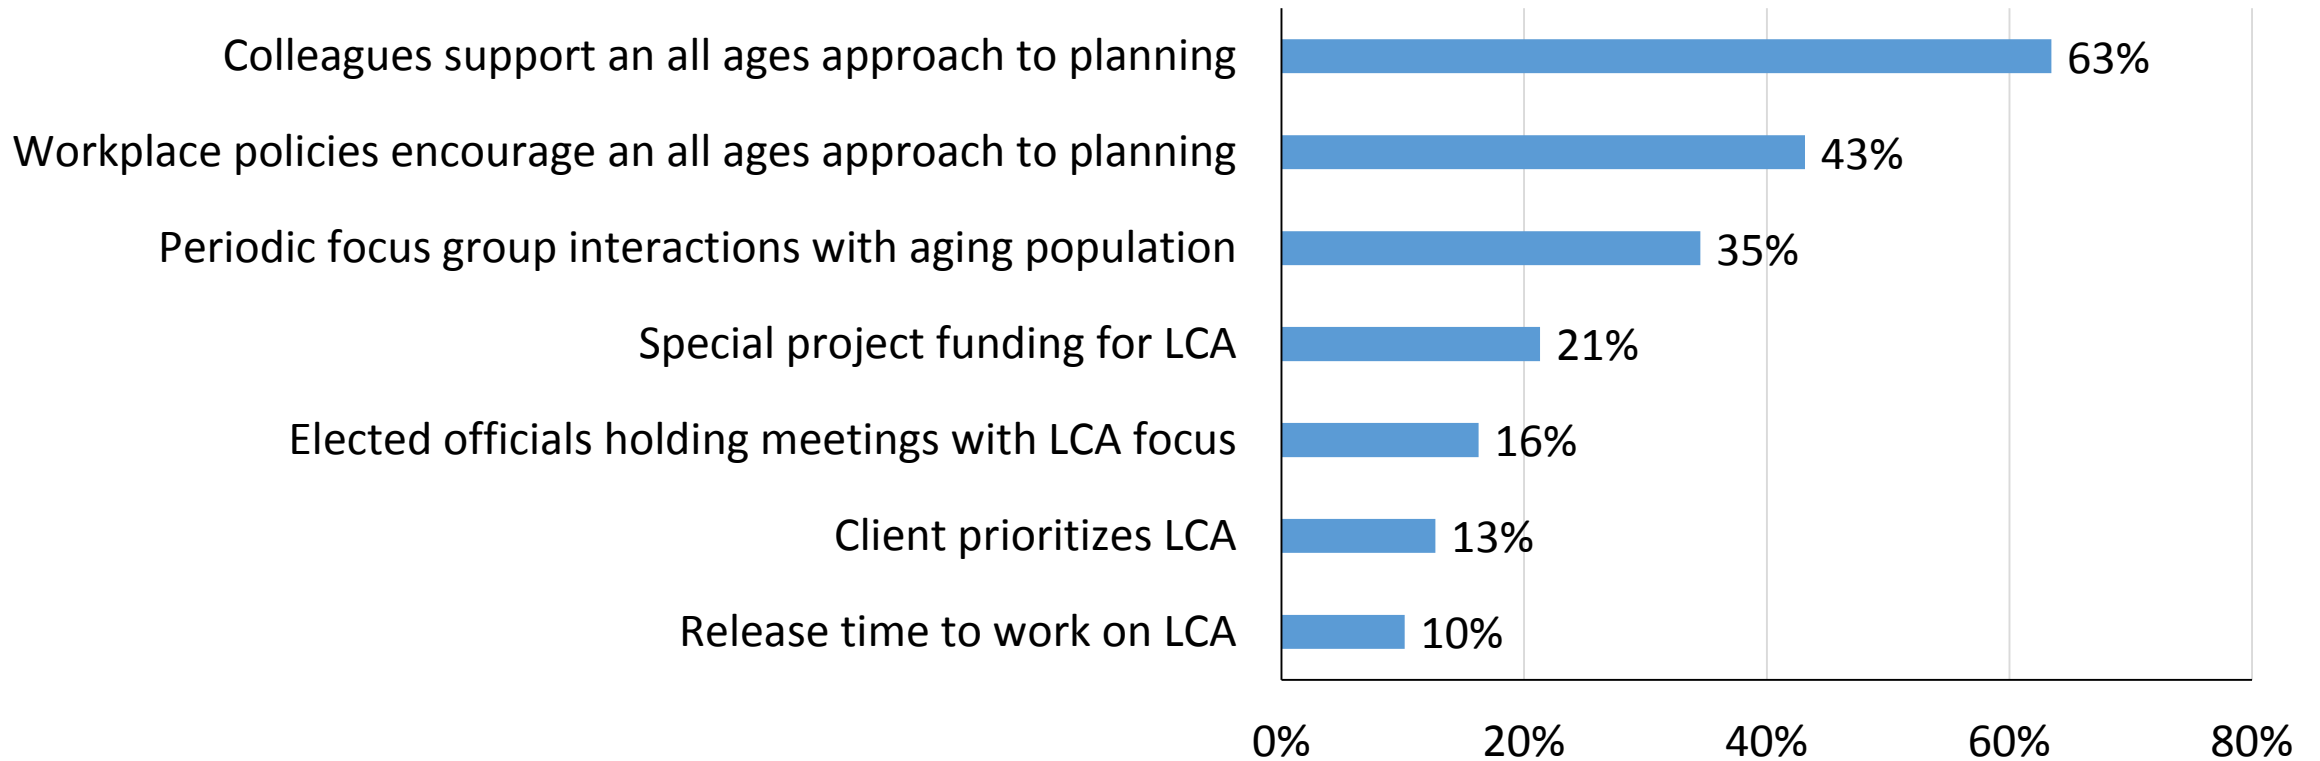 Colleagues support an all ages approach to planning 63%
Workplace policies encourage an all ages approach to planning 43%
Periodic focus group interactions with aging population 35%
Special project funding for LCA 21%
Elected officials holding meetings with LCA focus 16%
Client prioritizes LCA 13%
Release time to work on LCA 10%
0% 20% 40% 60% 80%